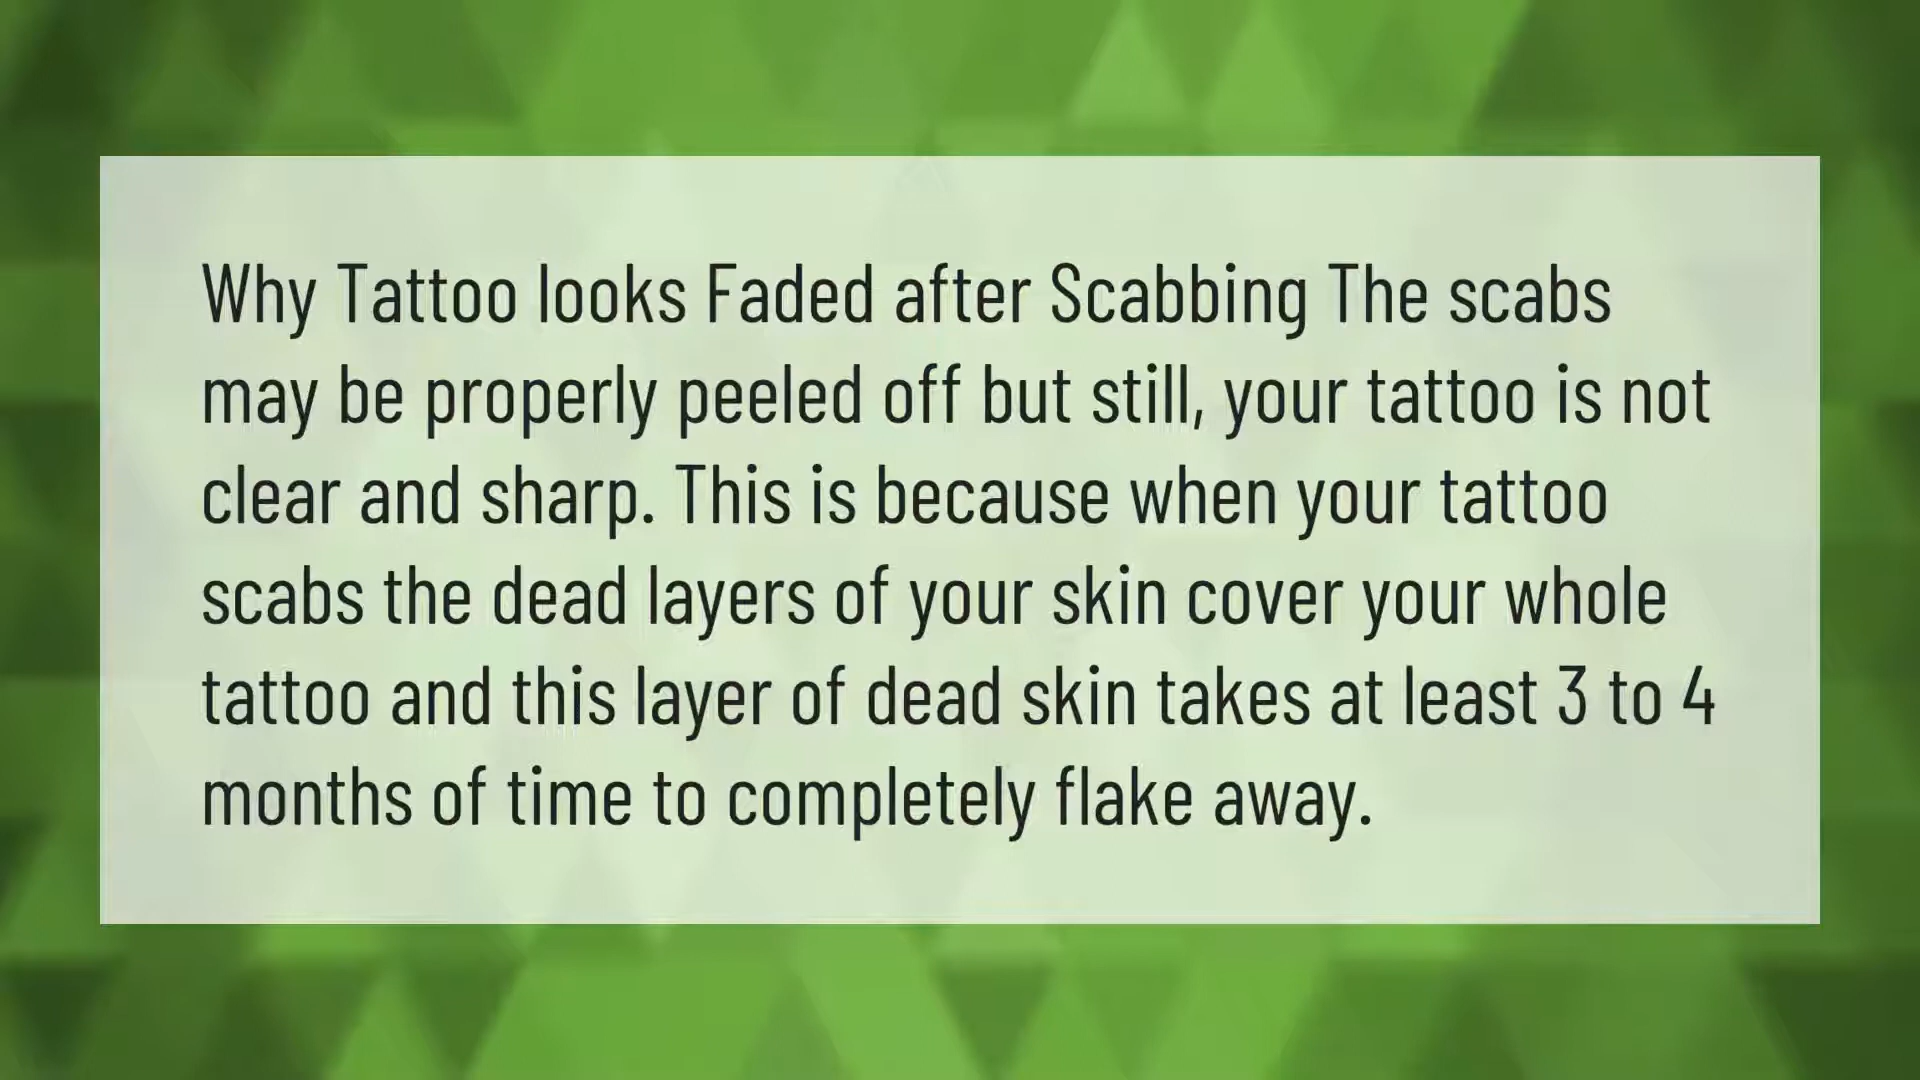 Why Tattoo looks Faded after Scabbing The scabs
may be properly peeled off but still, your tattoo is not
clear and sharp. This is because when your tattoo
scabs the dead layers of your skin cover your whole
tattoo and this layer of dead skin takes at least 3 to 4
months of time to completely flake away.